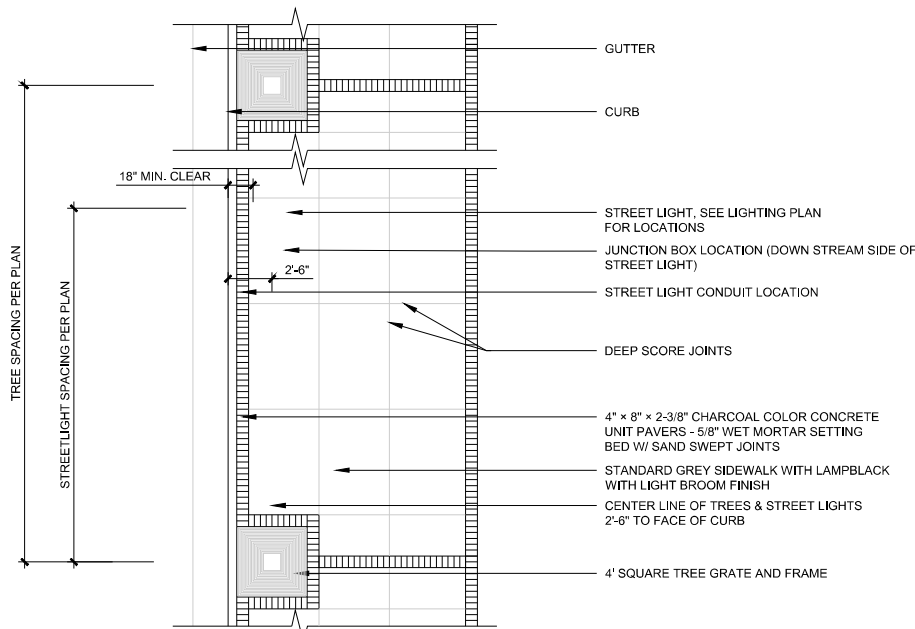 GUTTER
CURB
18" MIN. CLEAR
STREET LIGHT, SEE LIGHTING PLAN
FOR LOCATIONS
JUNCTION BOX LOCATION (DOWN STREAM SIDE OF
STREET LIGHT)
2'-6"
STREET LIGHT CONDUIT LOCATION
TREE SPACING PER PLAN
STREETLIGHT SPACING PER PLAN
DEEP SCORE JOINTS
4" × 8" × 2-3/8" CHARCOAL COLOR CONCRETE
UNIT PAVERS - 5/8" WET MORTAR SETTING
BED W/ SAND SWEPT JOINTS
STANDARD GREY SIDEWALK WITH LAMPBLACK
WITH LIGHT BROOM FINISH
CENTER LINE OF TREES & STREET LIGHTS
2'-6" TO FACE OF CURB
4' SQUARE TREE GRATE AND FRAME